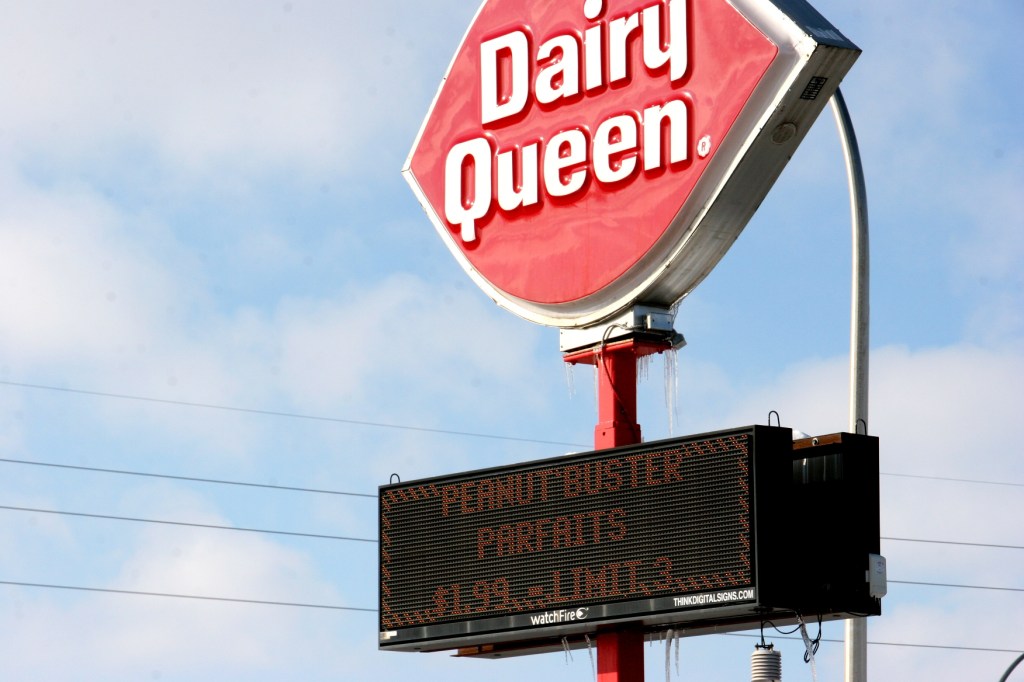 Dairy
Queen®
PEANUT BUSTER
PARFAITS
$1.99 - LIMIT 3
watchFire
THINKDIGITALSIGNS.COM